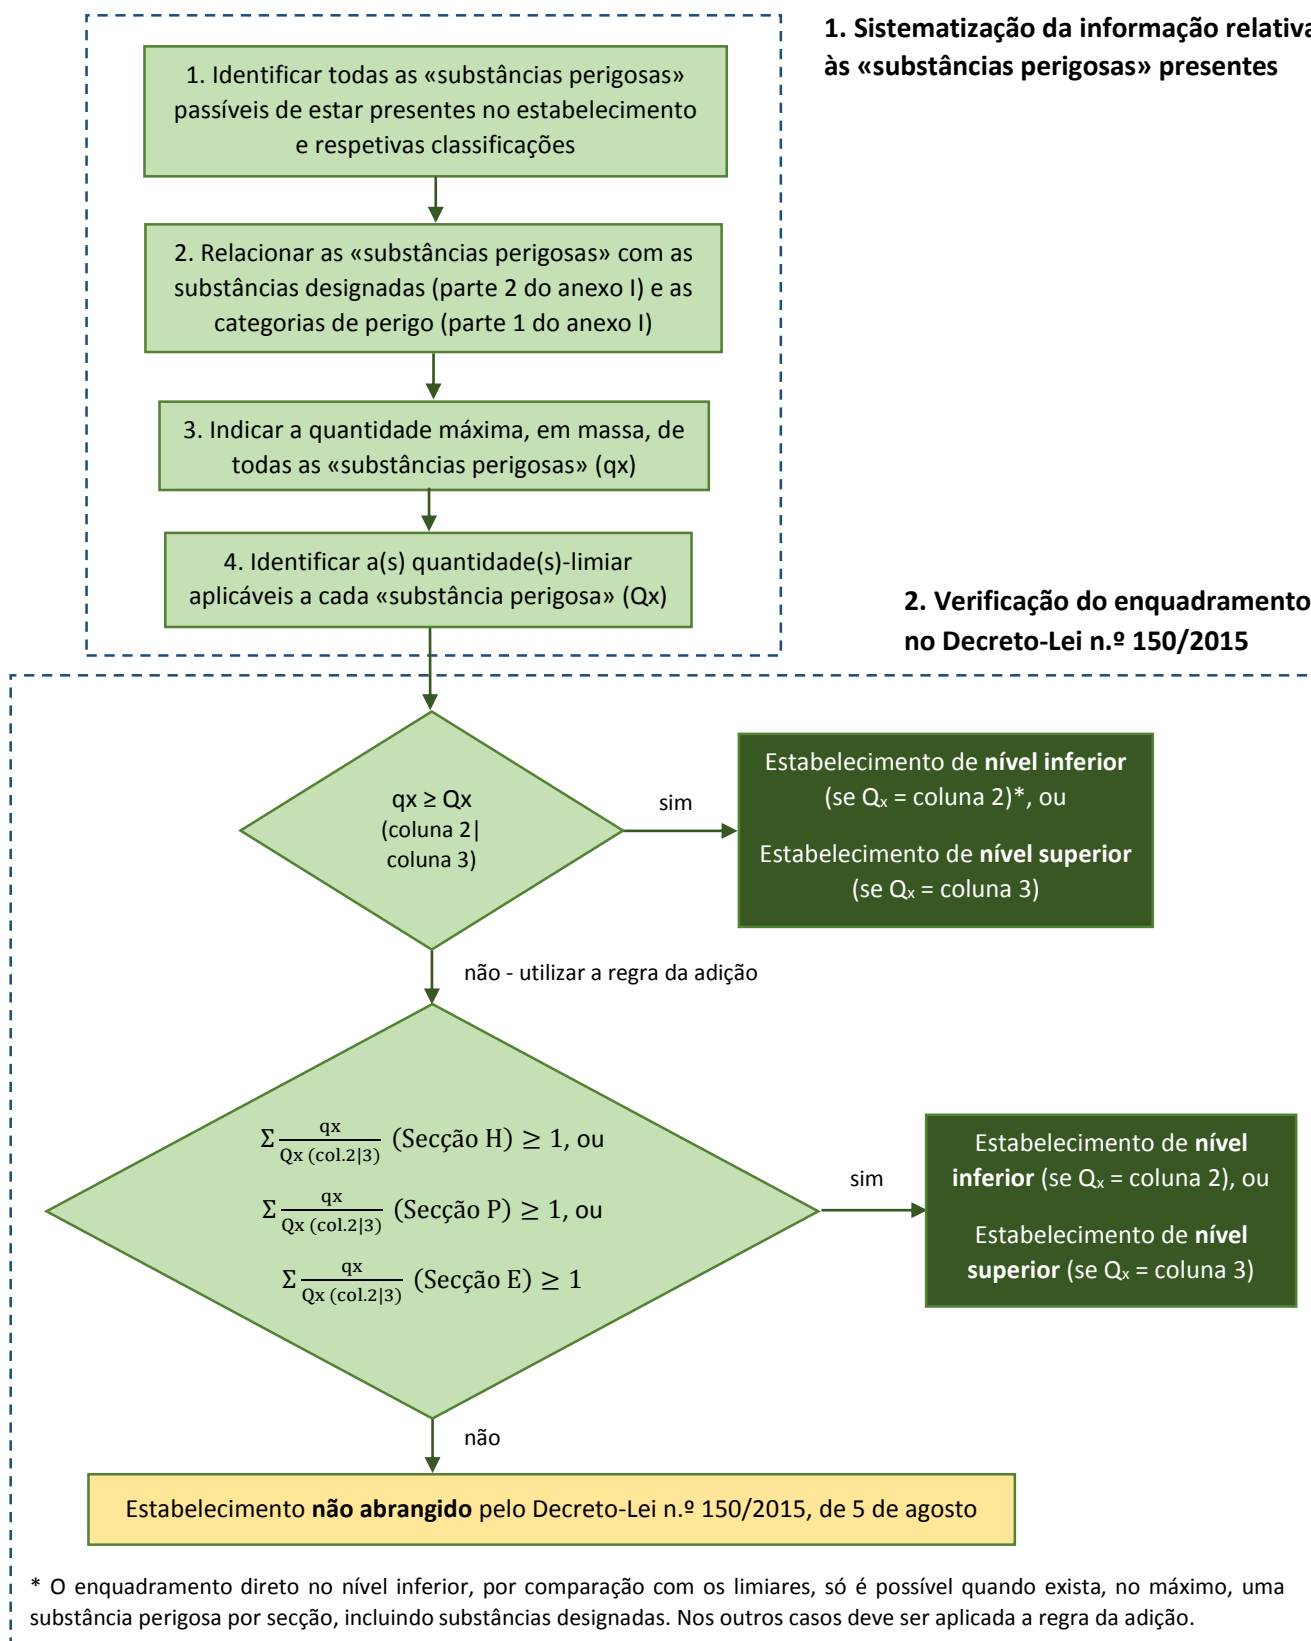 1. Sistematização da informação relativa
às «substâncias perigosas» presentes
1. Identificar todas as «substâncias perigosas»
passíveis de estar presentes no estabelecimento
e respetivas classificações
2. Relacionar as «substâncias perigosas» com as
substâncias designadas (parte 2 do anexo I) e as
categorias de perigo (parte 1 do anexo I)
3. Indicar a quantidade máxima, em massa, de
todas as «substâncias perigosas» (qx)
4. Identificar a(s) quantidade(s)-limiar
aplicáveis a cada «substância perigosa» (Qx)
2. Verificação do enquadramento
no Decreto-Lei n.º 150/2015
qx ≥ Qx
(coluna 2|
coluna 3)
sim
Estabelecimento de nível inferior
(se Qₓ = coluna 2)*, ou
Estabelecimento de nível superior
(se Qₓ = coluna 3)
não - utilizar a regra da adição
Σ qx/Qx (col.2|3) (Secção H) ≥ 1, ou
Σ qx/Qx (col.2|3) (Secção P) ≥ 1, ou
Σ qx/Qx (col.2|3) (Secção E) ≥ 1
sim
Estabelecimento de nível
inferior (se Qₓ = coluna 2), ou
Estabelecimento de nível
superior (se Qₓ = coluna 3)
não
Estabelecimento não abrangido pelo Decreto-Lei n.º 150/2015, de 5 de agosto
* O enquadramento direto no nível inferior, por comparação com os limiares, só é possível quando exista, no máximo, uma
substância perigosa por secção, incluindo substâncias designadas. Nos outros casos deve ser aplicada a regra da adição.